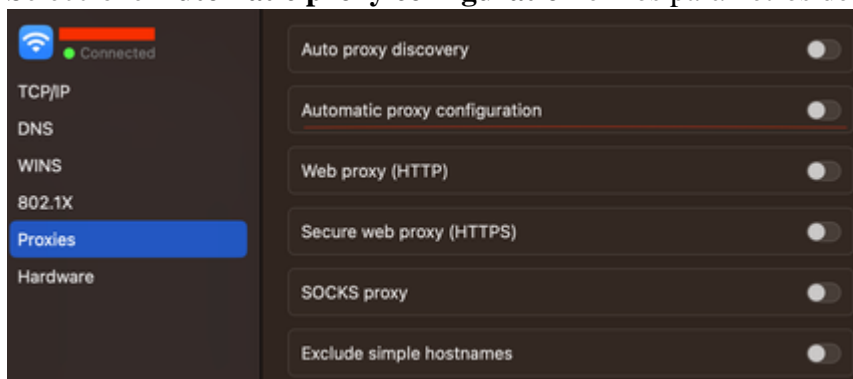 Connected
TCP/IP
DNS
WINS
802.1X
Proxies
Hardware
Auto proxy discovery
Automatic proxy configuration
Web proxy (HTTP)
Secure web proxy (HTTPS)
SOCKS proxy
Exclude simple hostnames